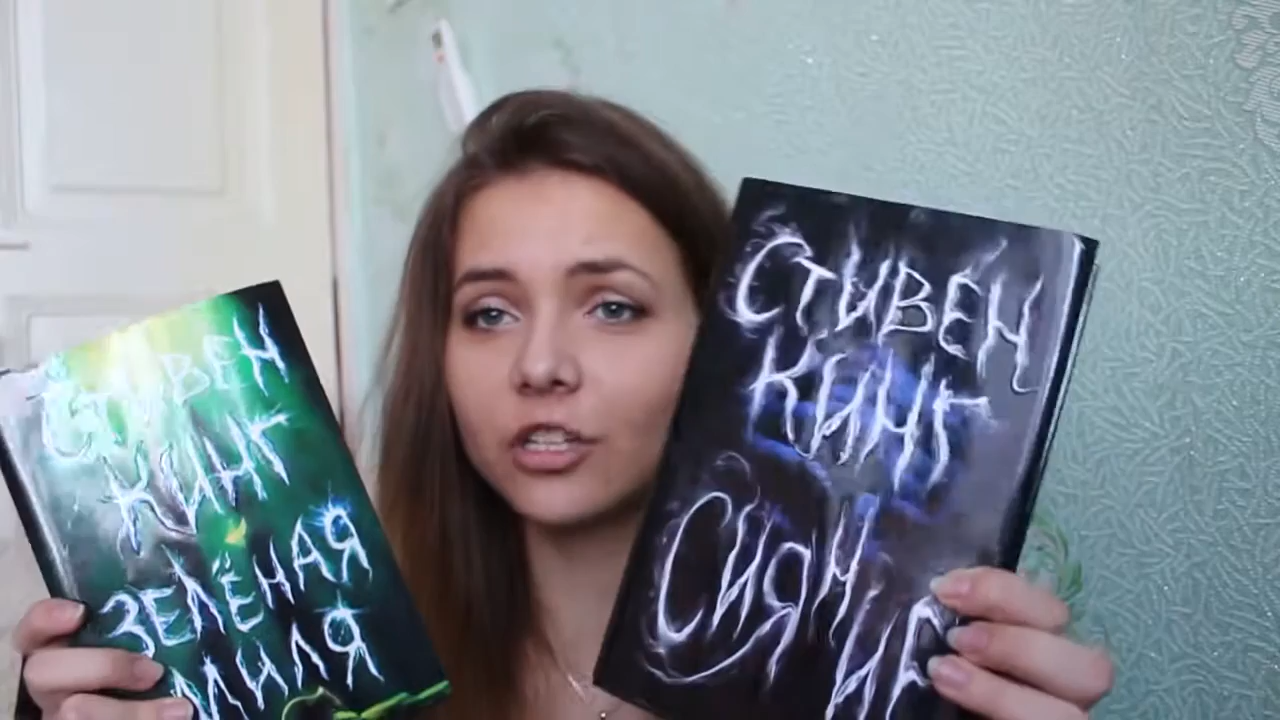 СТИВЕН
КИНГ
ЗЕЛЁНАЯ
МИЛЯ
СТИВЕН
КИНГ
СИЯНИЕ